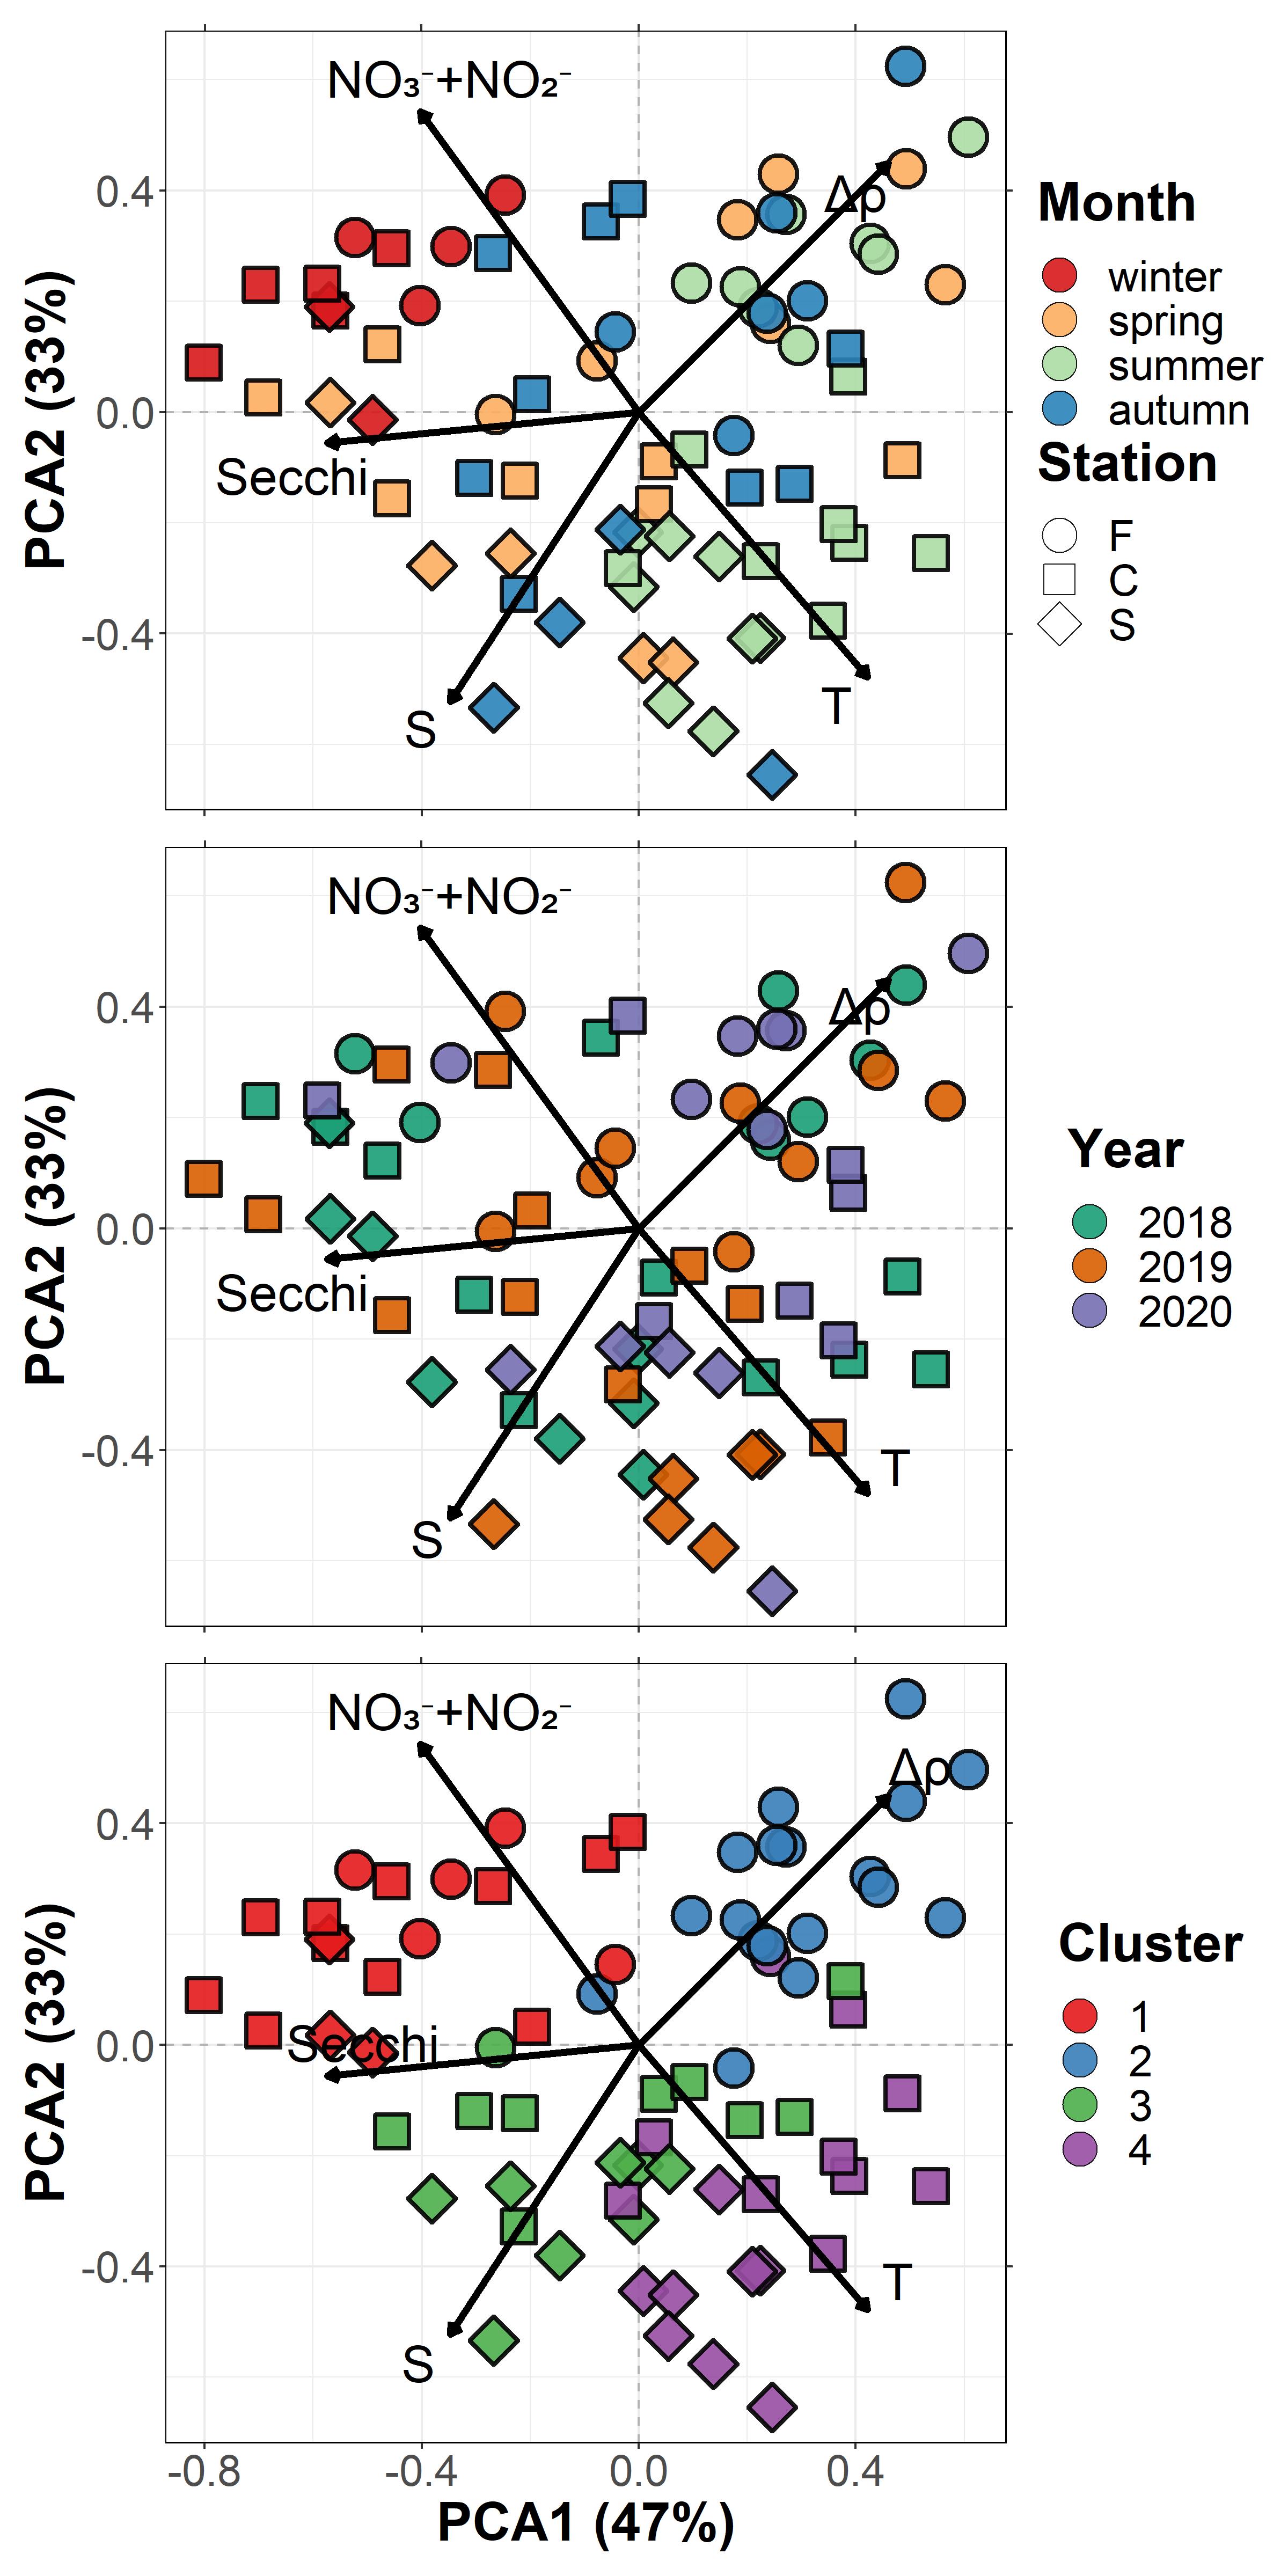 NO₃⁻+NO₂⁻
Δρ
0.4
0.0
-0.4
Secchi
S
T
PCA2 (33%)
Month
winter
spring
summer
autumn
Station
F
C
S
NO₃⁻+NO₂⁻
Δρ
0.4
0.0
-0.4
Secchi
S
T
PCA2 (33%)
Year
2018
2019
2020
NO₃⁻+NO₂⁻
Δρ
0.4
0.0
-0.4
Secchi
S
T
PCA2 (33%)
Cluster
1
2
3
4
-0.8 -0.4 0.0 0.4
PCA1 (47%)